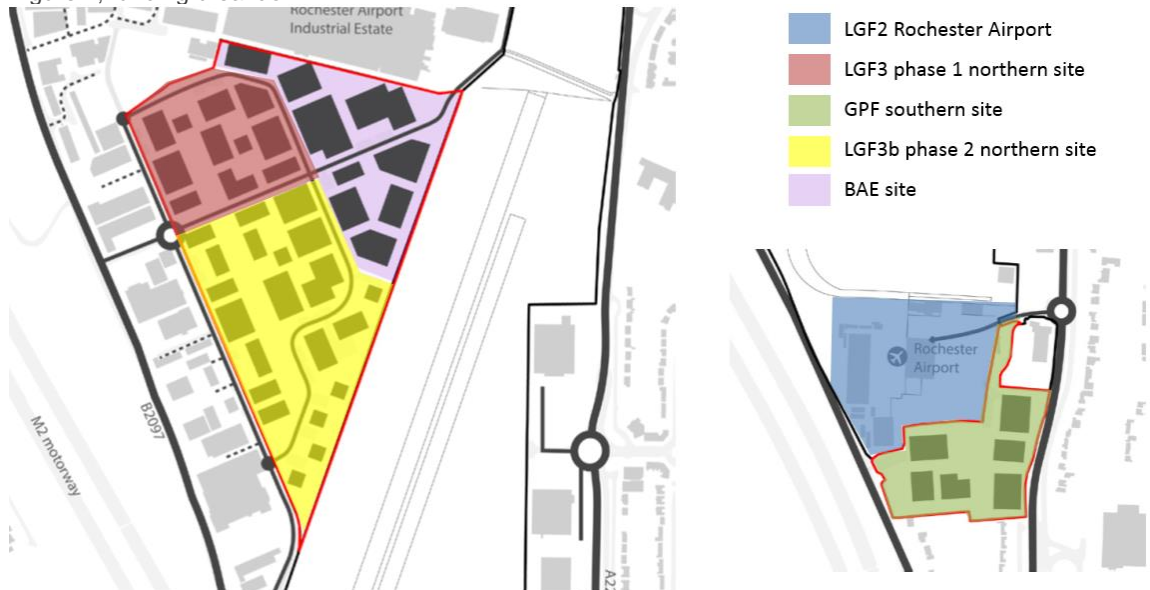 Rochester Airport
Industrial Estate
B2097
M2 motorway
LGF2 Rochester Airport
LGF3 phase 1 northern site
GPF southern site
LGF3b phase 2 northern site
BAE site
Rochester
Airport